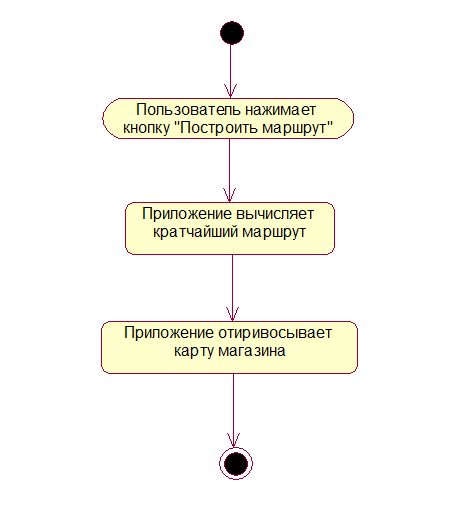 Пользователь нажимает
кнопку "Построить маршрут"
Приложение вычисляет
кратчайший маршрут
Приложение отиривосывает
карту магазина